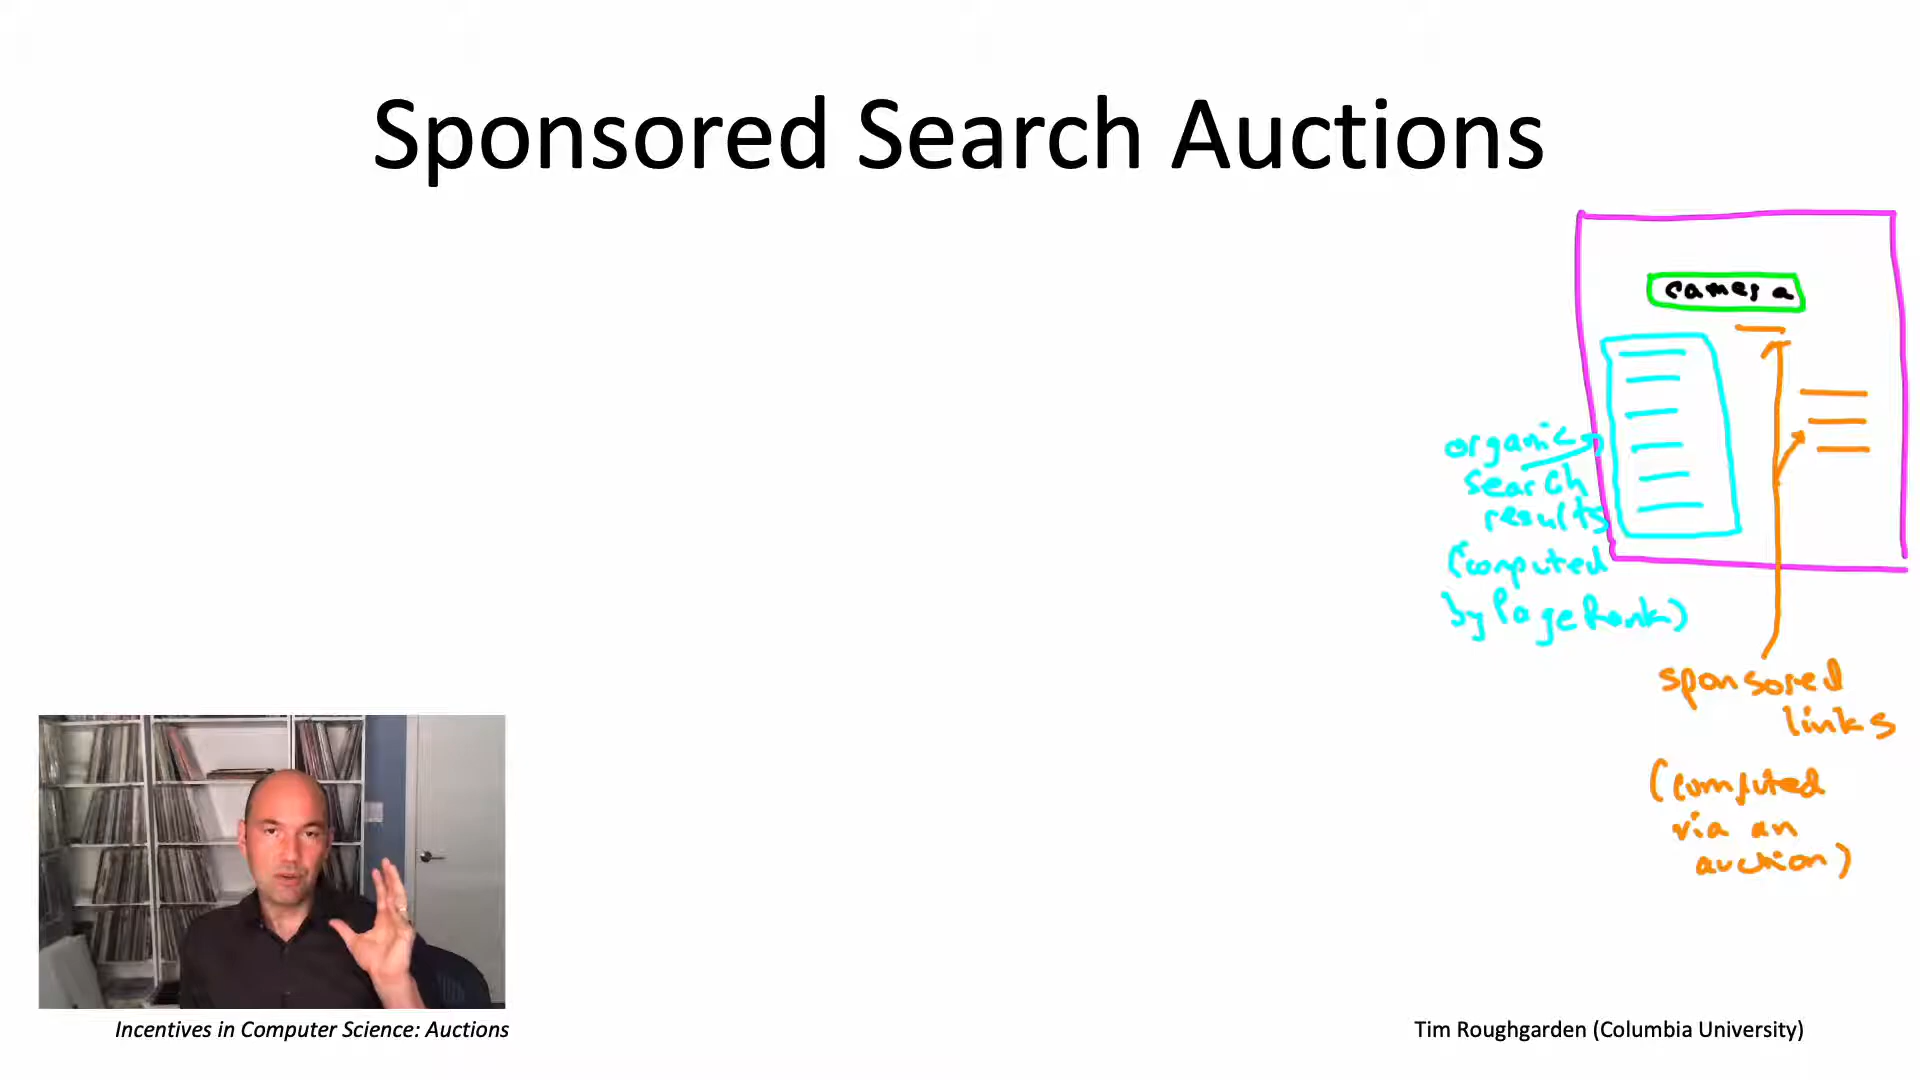 Sponsored Search Auctions
camera
organic
search
results
(computed
by PageRank)
sponsored
links
(computed
via an
auction)
Incentives in Computer Science: Auctions
Tim Roughgarden (Columbia University)